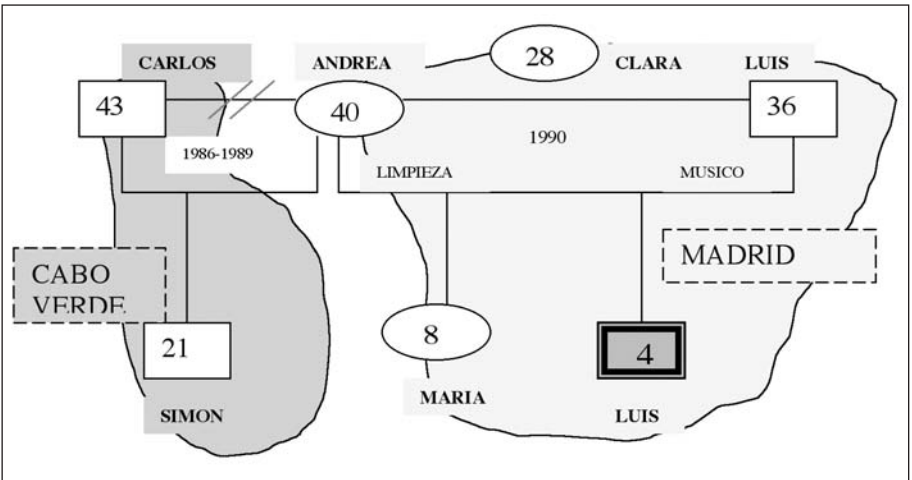 28
CARLOS
ANDREA
CLARA
LUIS
43
40
36
1986-1989
1990
LIMPIEZA
MUSICO
CABO
VERDE
MADRID
21
8
4
MARIA
SIMON
LUIS